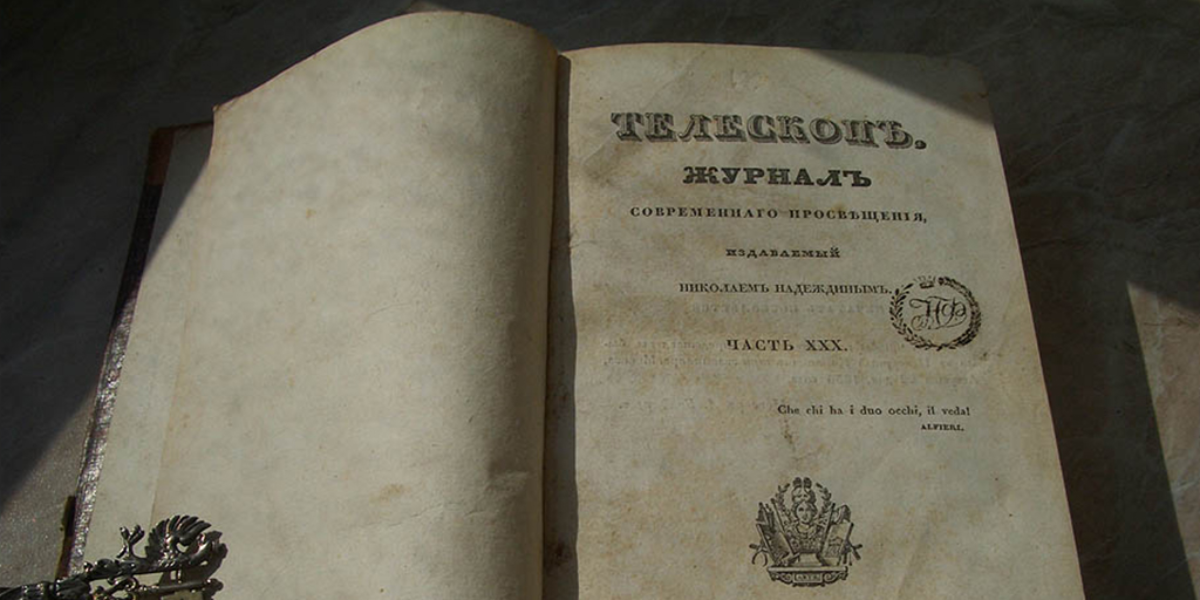 ТЕЛЕСКОПЪ.
ЖУРНАЛЪ
СОВРЕМЕННАГО ПРОСВѢЩЕНІЯ,
ИЗДАВАЕМЫЙ
НИКОЛАЕМЪ НАДЕЖДИНЫМЪ.
ЧАСТЬ XXX.
Che chi ha i duo occhi, il veda!
ALFIERI.